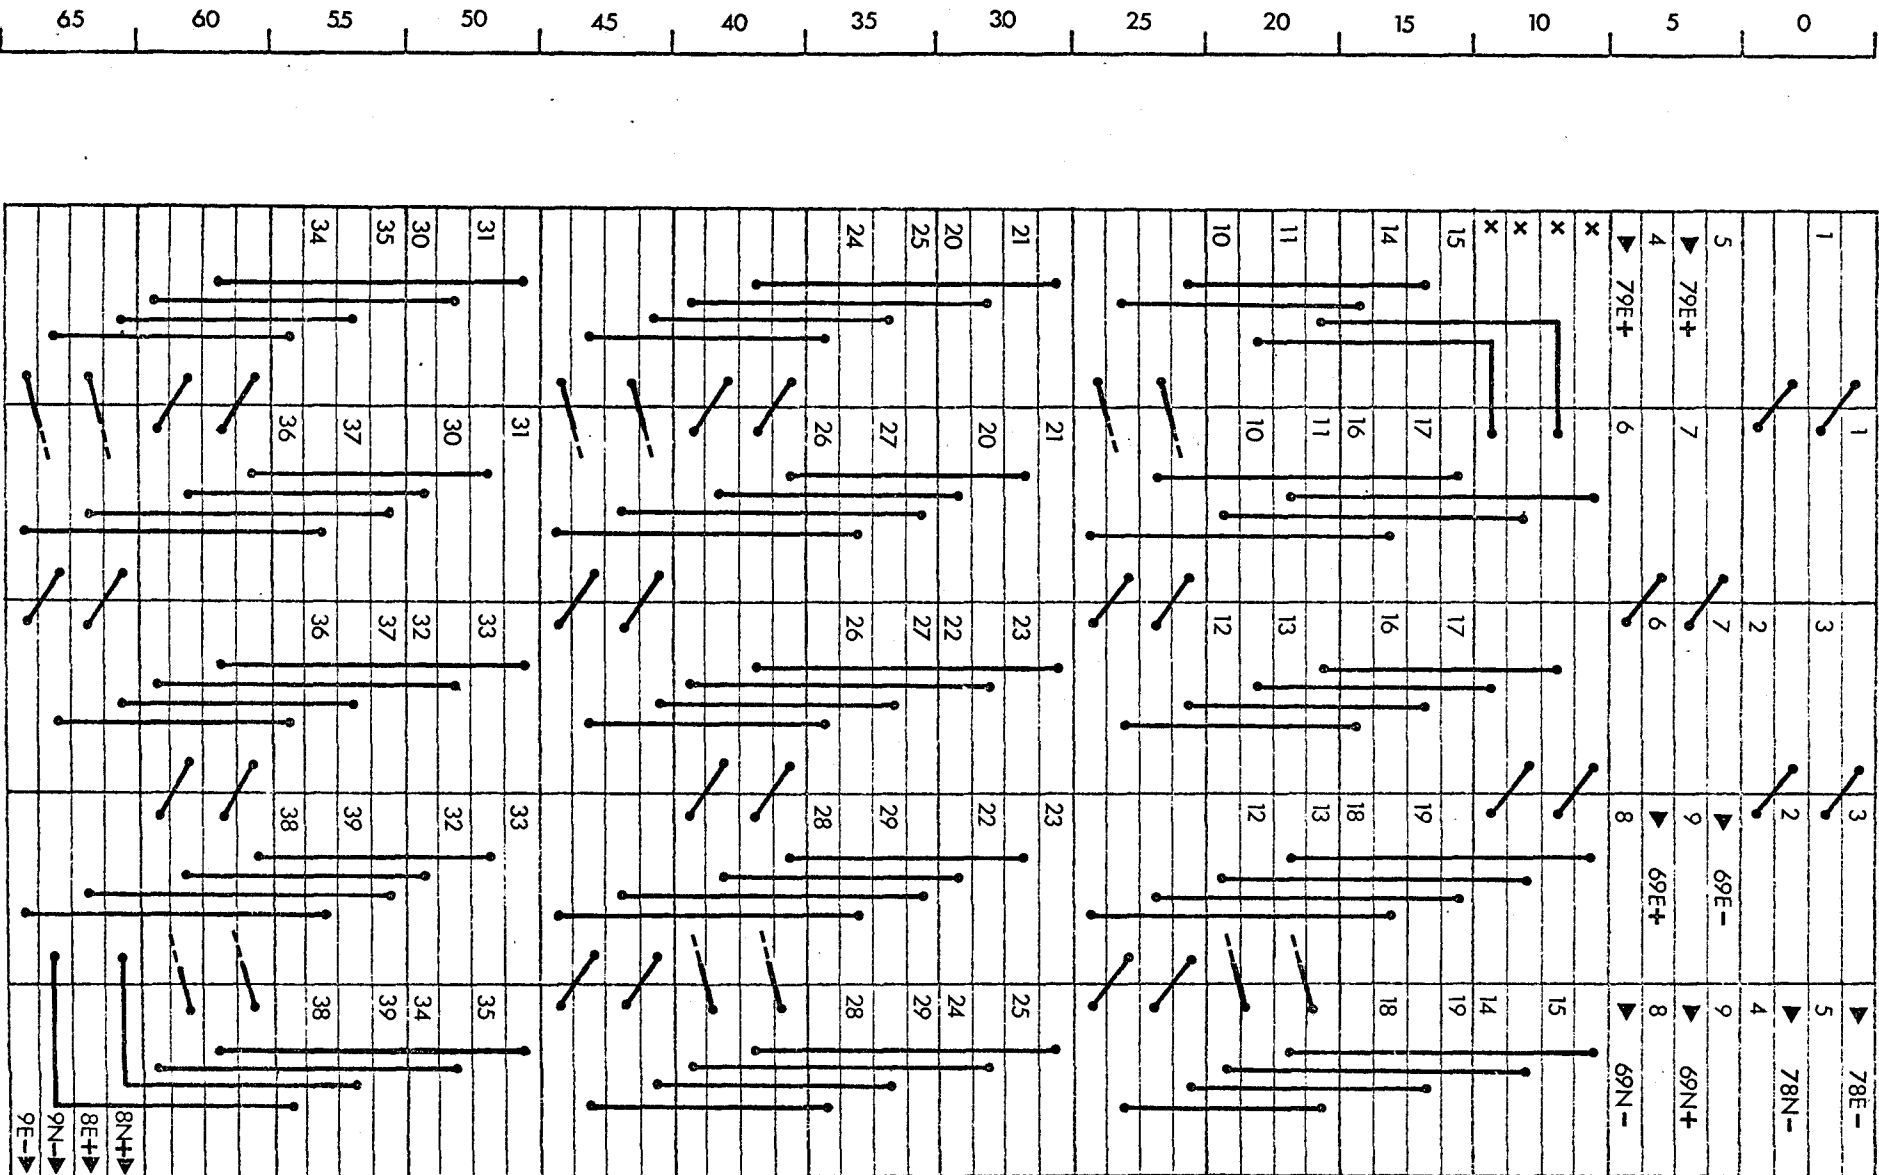 65 60 55 50 45 40 35 30 25 20 15 10 5 0
34 35 30 31 24 25 20 21 10 11 14 15 x x x x ▼ 79E+ 4 ▼ 79E+ 5 1
36 37 30 31 26 27 20 21 10 11 16 17 6 7 1
36 37 32 33 26 27 22 23 12 13 16 17 6 7 2 3
38 39 32 33 28 29 22 23 12 13 18 19 8 ▼ 69E+ 9 ▼ 69E- 2 3
38 39 34 35 28 29 24 25 18 19 14 15 ▼ 69N- 8 ▼ 69N+ 9 4 ▼ 78N- 5 ▼ 78E-
9E-▼ 9N-▼ 8E+▼ 8N+▼